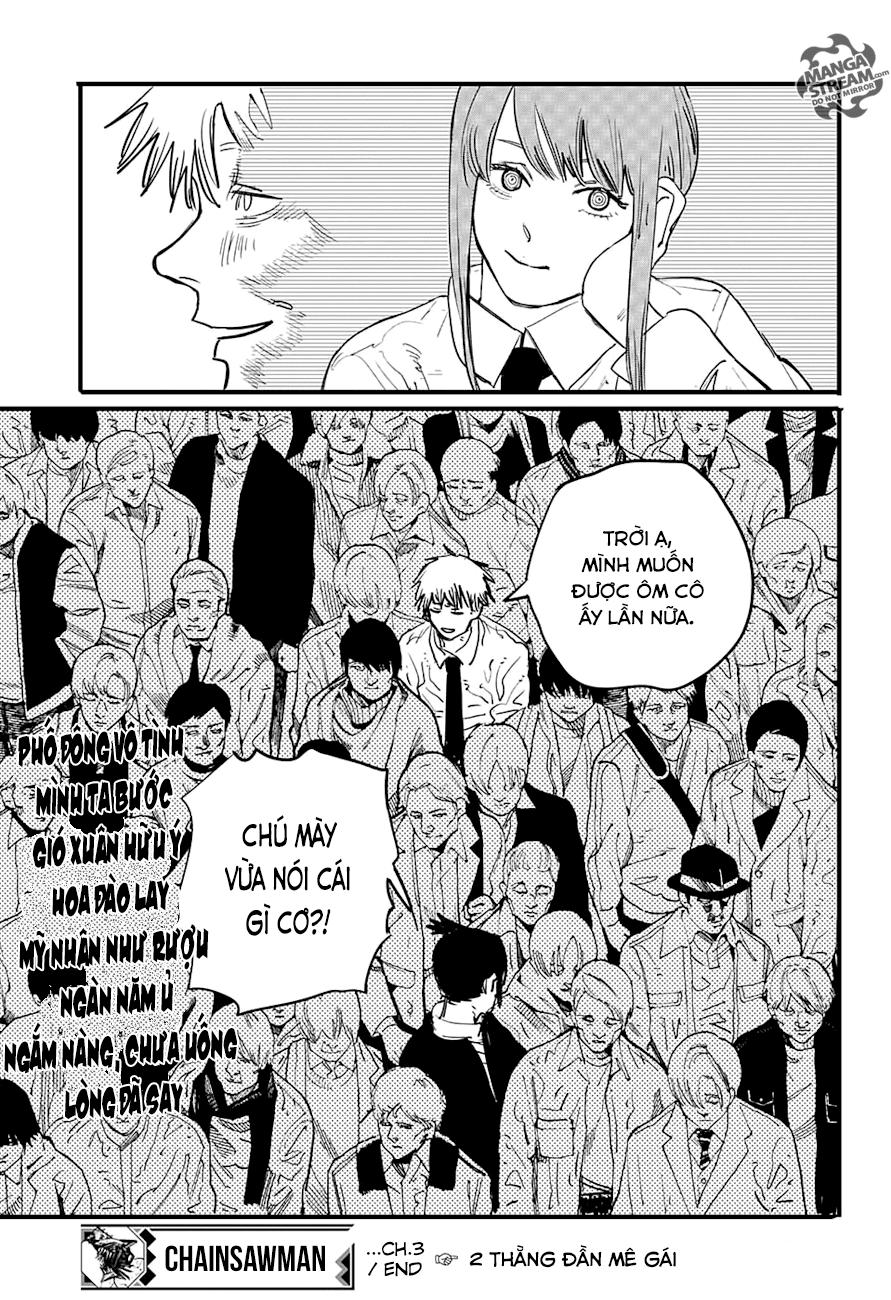 MANGA
STREAM.com
DO NOT MIRROR
TRỜI Ạ,
MÌNH MUỐN
ĐƯỢC ÔM CÔ
ẤY LẦN NỮA.
CHÚ MÀY
VỪA NÓI CÁI
GÌ CƠ?!
PHỐ ĐÔNG VÔ TÌNH
MÌNH TA BƯỚC
GIÓ XUÂN HỮU Ý
HOA ĐÀO LAY
MỸ NHÂN NHƯ RƯỢU
NGÀN NĂM Ủ
NGẮM NÀNG, CHƯA UỐNG
LÒNG ĐÃ SAY
CHAINSAWMAN
...CH.3
/ END
☞ 2 THẰNG ĐẦN MÊ GÁI